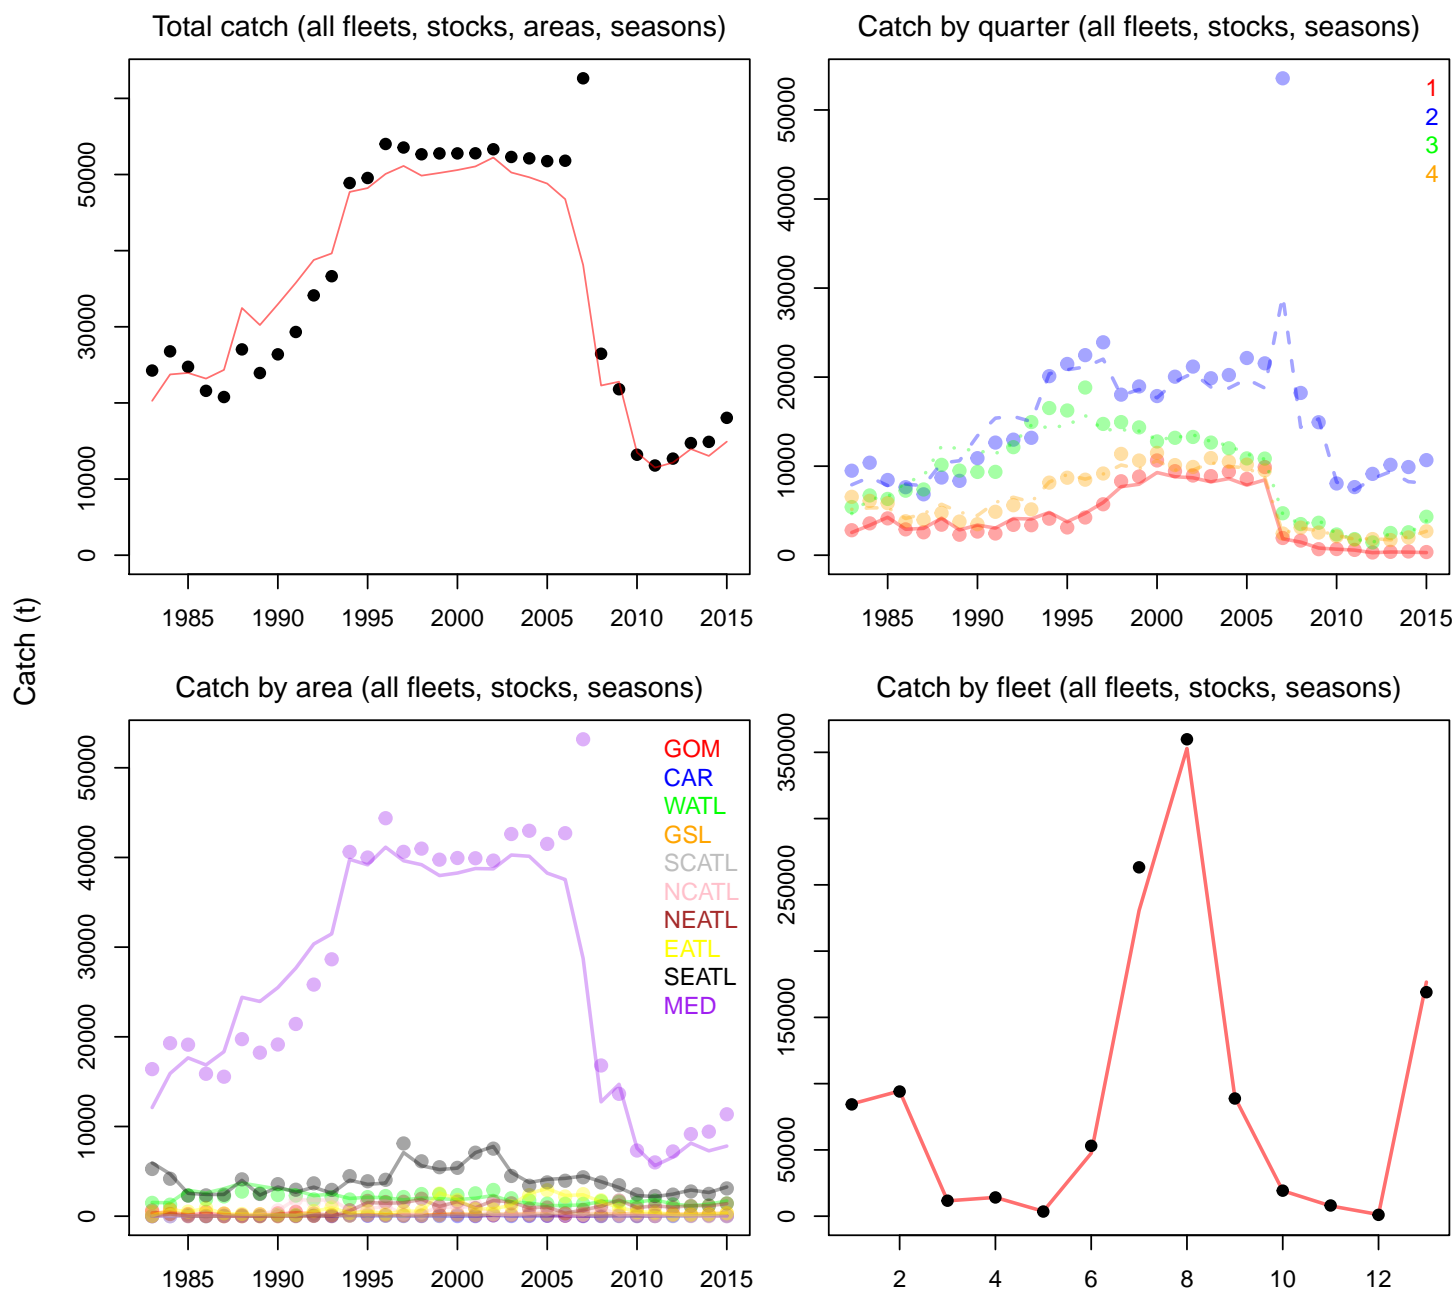 Total catch (all fleets, stocks, areas, seasons)
0 10000 30000 50000
1985 1990 1995 2000 2005 2010 2015
Catch by quarter (all fleets, stocks, seasons)
0 10000 20000 30000 40000 50000
1
2
3
4
1985 1990 1995 2000 2005 2010 2015
Catch (t)
Catch by area (all fleets, stocks, seasons)
0 10000 20000 30000 40000 50000
GOM
CAR
WATL
GSL
SCATL
NCATL
NEATL
EATL
SEATL
MED
1985 1990 1995 2000 2005 2010 2015
Catch by fleet (all fleets, stocks, seasons)
0 50000 150000 250000 350000
2 4 6 8 10 12